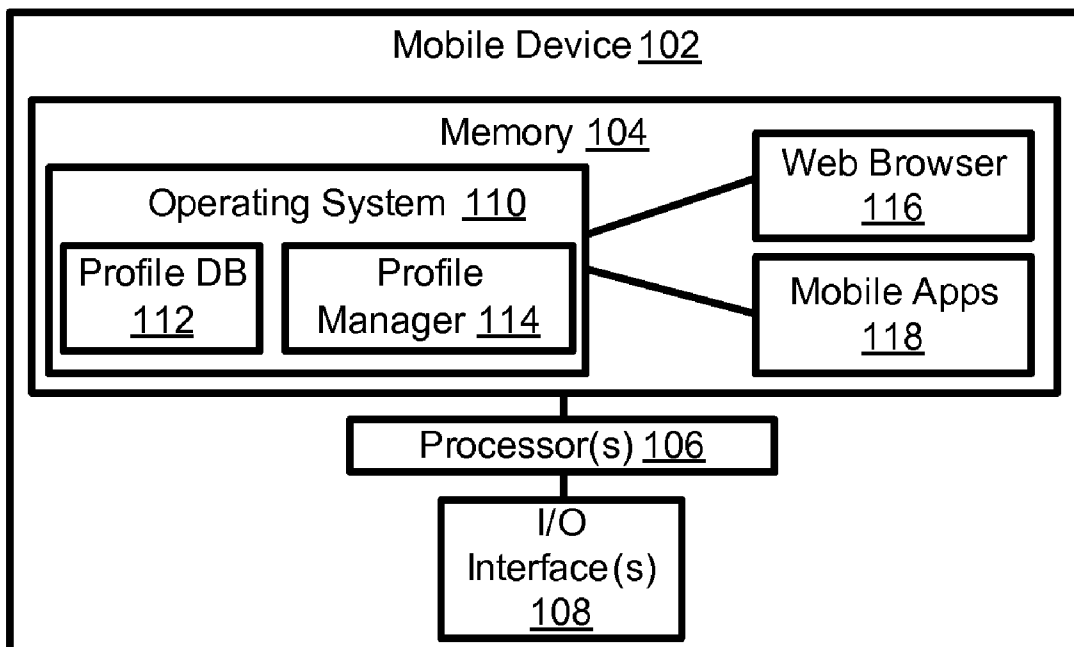 Mobile Device 102
Memory 104
Operating System 110
Profile DB
112
Profile
Manager 114
Web Browser
116
Mobile Apps
118
Processor(s) 106
I/O
Interface(s)
108